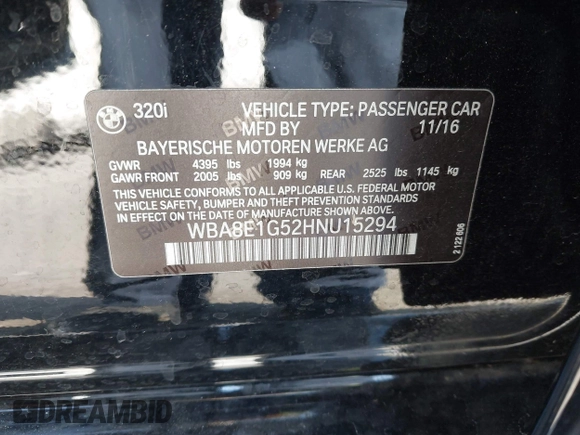 BMW 320i VEHICLE TYPE: PASSENGER CAR
MFD BY 11/16
BAYERISCHE MOTOREN WERKE AG
GVWR 4395 lbs 1994 kg
GAWR FRONT 2005 lbs 909 kg REAR 2525 lbs 1145 kg
THIS VEHICLE CONFORMS TO ALL APPLICABLE U.S. FEDERAL MOTOR
VEHICLE SAFETY, BUMPER, AND THEFT PREVENTION STANDARDS
IN EFFECT ON THE DATE OF MANUFACTURE SHOWN ABOVE.
WBA8E1G52HNU15294
2 122 606
DREAMBID